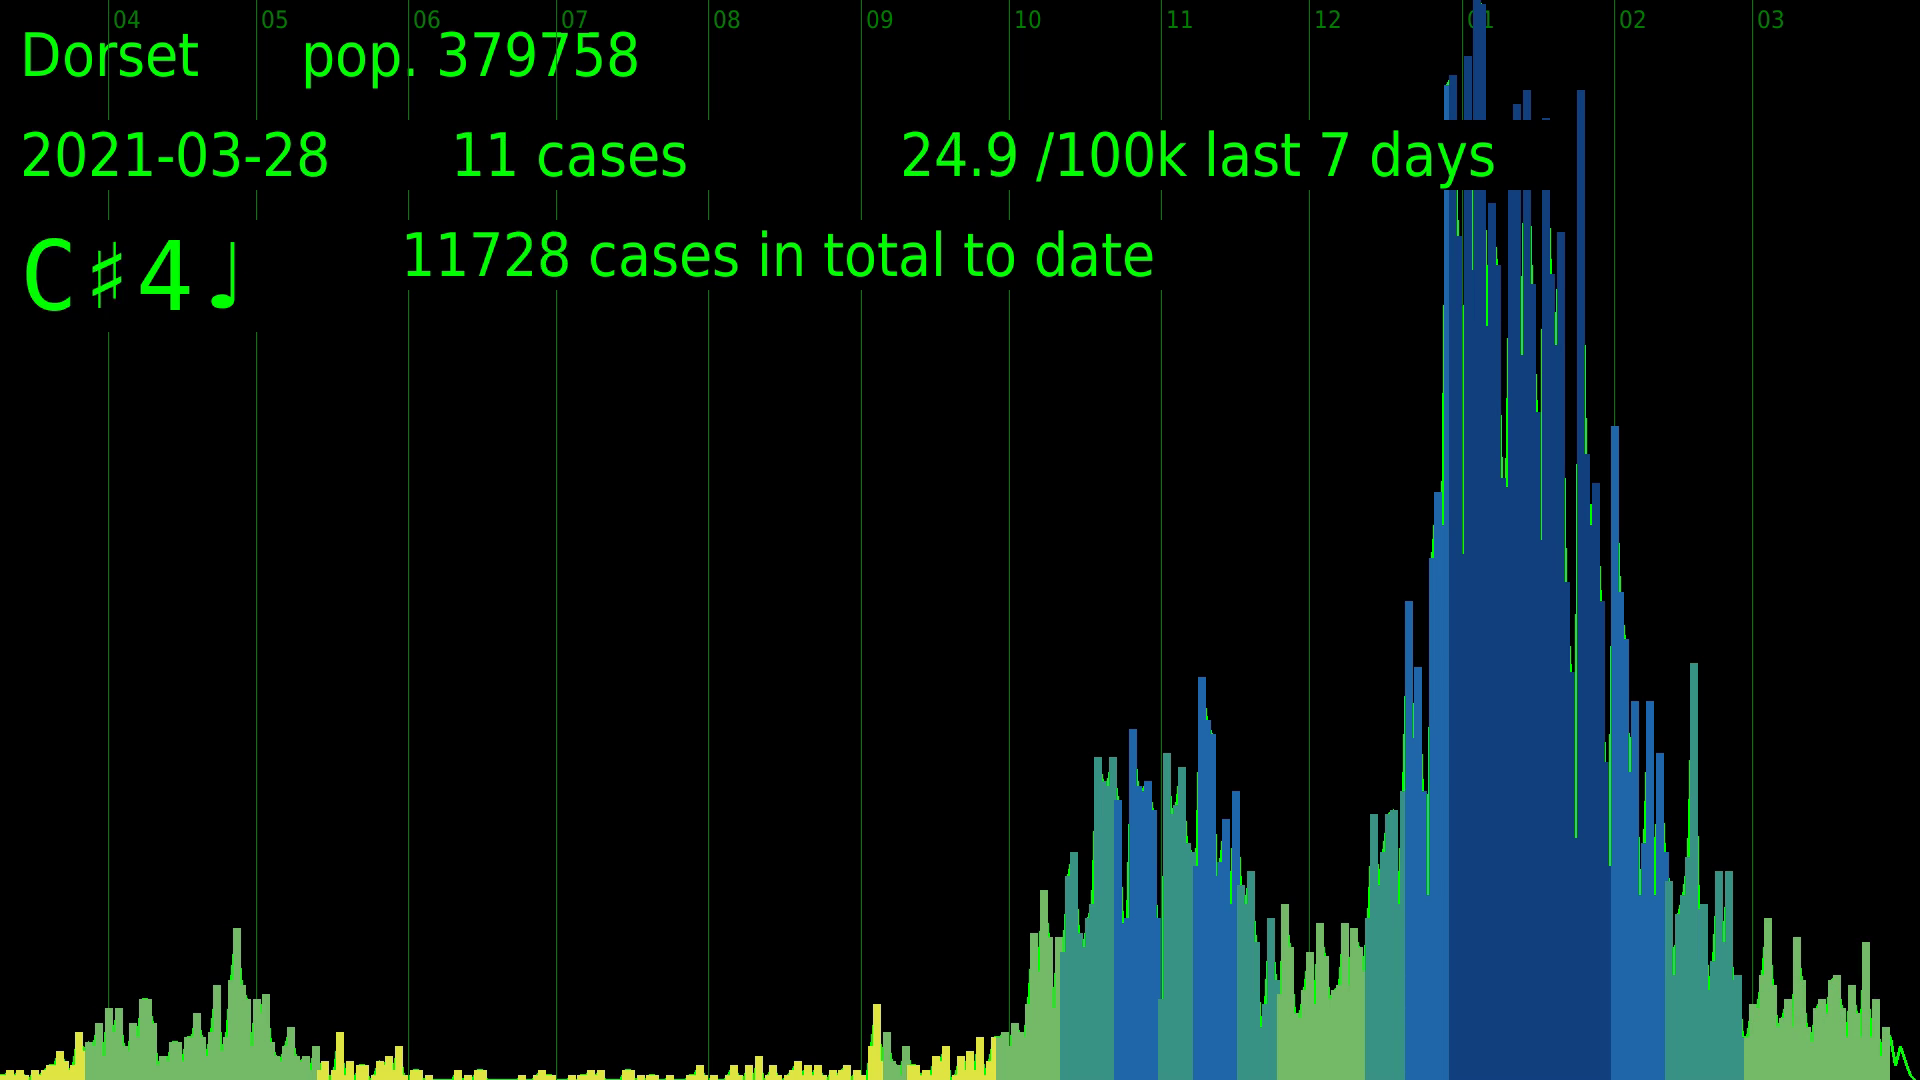 04 05 06 07 08 09 10 11 12 01 02 03
Dorset pop. 379758
2021-03-28 11 cases 24.9 /100k last 7 days
C♯4♩ 11728 cases in total to date